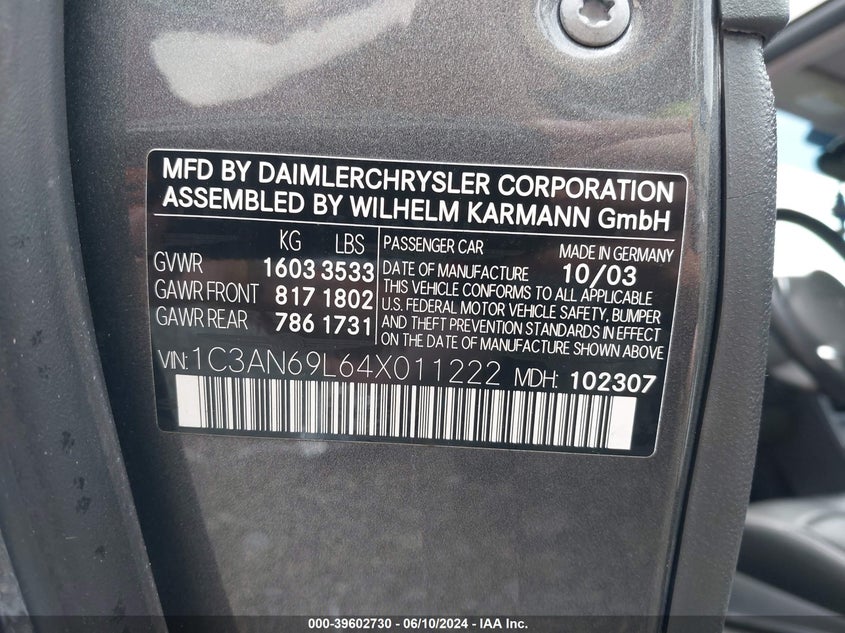 MFD BY DAIMLERCHRYSLER CORPORATION
ASSEMBLED BY WILHELM KARMANN GmbH
KG LBS
GVWR 1603 3533
GAWR FRONT 817 1802
GAWR REAR 786 1731
PASSENGER CAR MADE IN GERMANY
DATE OF MANUFACTURE 10/03
THIS VEHICLE CONFORMS TO ALL APPLICABLE
U.S. FEDERAL MOTOR VEHICLE SAFETY, BUMPER
AND THEFT PREVENTION STANDARDS IN EFFECT
ON DATE OF MANUFACTURE SHOWN ABOVE
VIN: 1C3AN69L64X011222 MDH: 102307
000-39602730 - 06/10/2024 - IAA Inc.